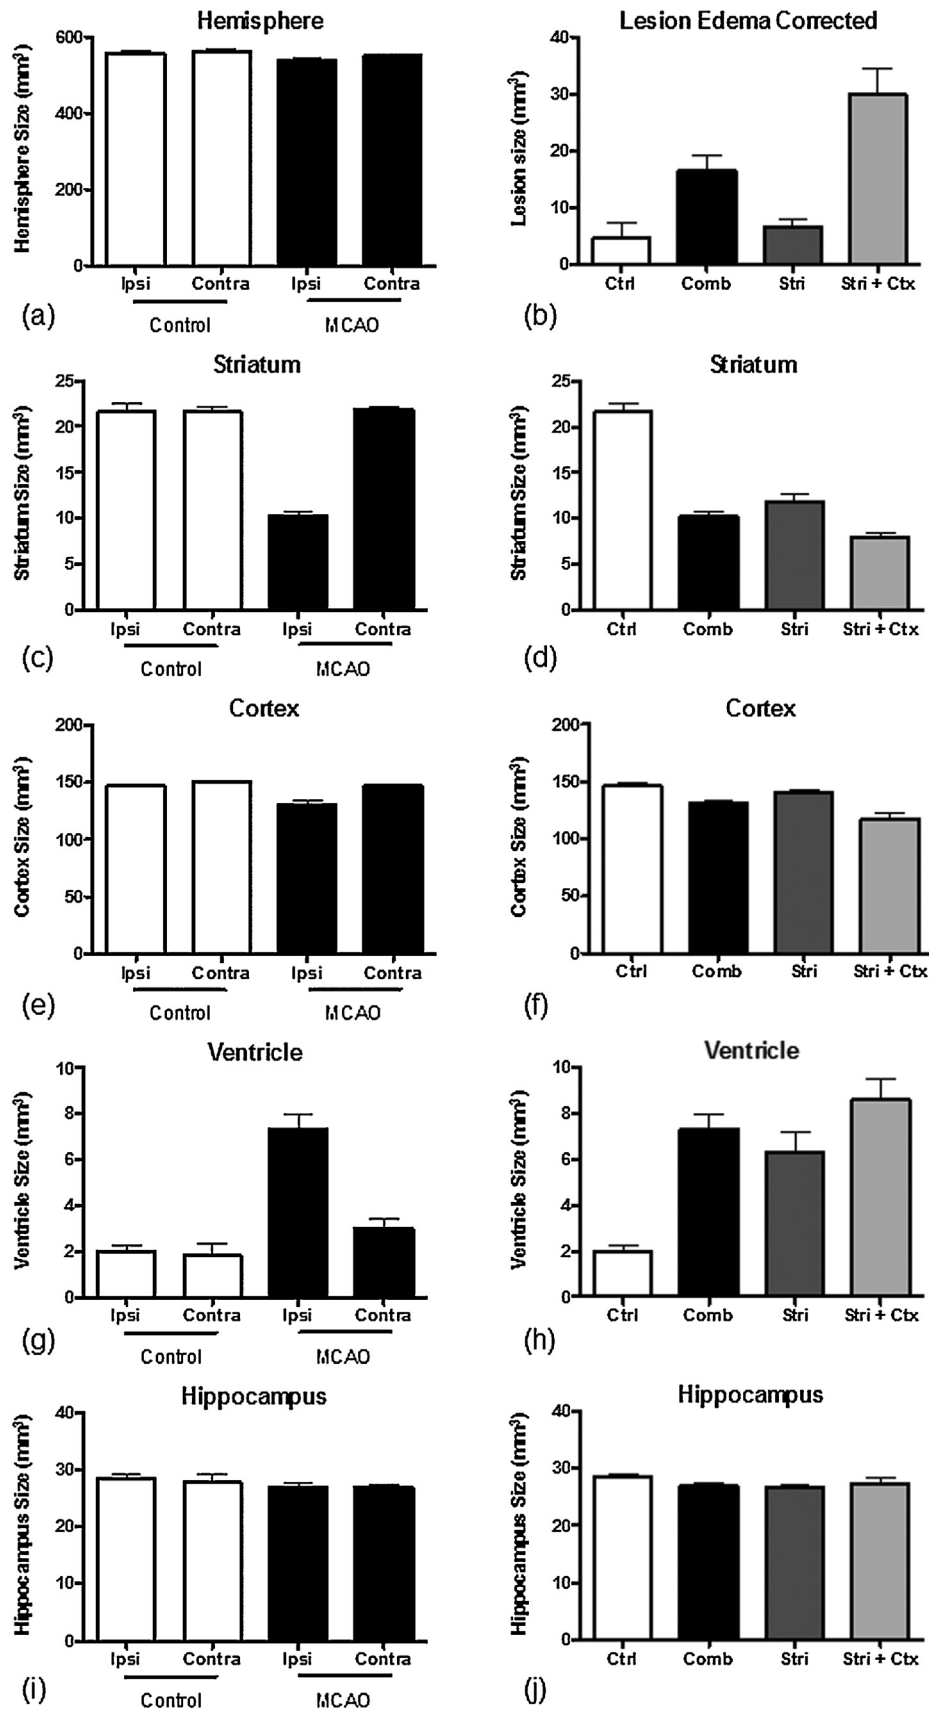 Hemisphere
Hemisphere Size (mm³)
600
400
200
0
Ipsi Contra Ipsi Contra
Control MCAO
(a)
Lesion Edema Corrected
Lesion size (mm³)
40
30
20
10
0
Ctrl Comb Stri Stri + Ctx
(b)
Striatum
Striatum Size (mm³)
25
20
15
10
5
0
Ipsi Contra Ipsi Contra
Control MCAO
(c)
Striatum
Striatum Size (mm³)
25
20
15
10
5
0
Ctrl Comb Stri Stri + Ctx
(d)
Cortex
Cortex Size (mm³)
200
150
100
50
0
Ipsi Contra Ipsi Contra
Control MCAO
(e)
Cortex
Cortex Size (mm³)
200
150
100
50
0
Ctrl Comb Stri Stri + Ctx
(f)
Ventricle
Ventricle Size (mm³)
10
8
6
4
2
0
Ipsi Contra Ipsi Contra
Control MCAO
(g)
Ventricle
Ventricle Size (mm³)
10
8
6
4
2
0
Ctrl Comb Stri Stri + Ctx
(h)
Hippocampus
Hippocampus Size (mm³)
40
30
20
10
0
Ipsi Contra Ipsi Contra
Control MCAO
(i)
Hippocampus
Hippocampus Size (mm³)
40
30
20
10
0
Ctrl Comb Stri Stri + Ctx
(j)